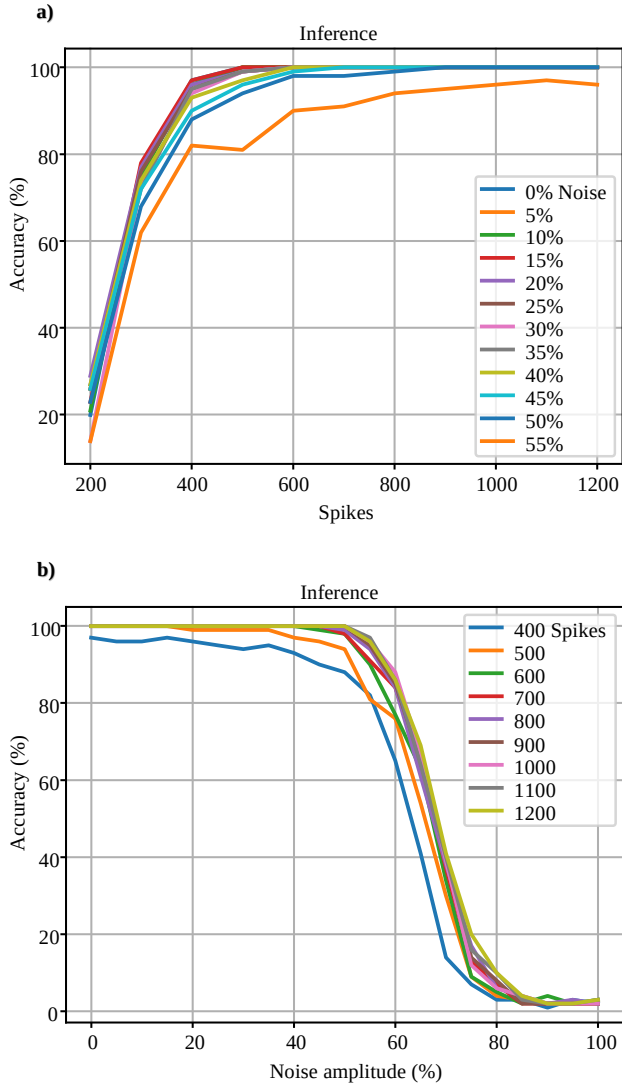 a)
Inference
100
80
60
40
20
Accuracy (%)
0% Noise
5%
10%
15%
20%
25%
30%
35%
40%
45%
50%
55%
200 400 600 800 1000 1200
Spikes
b)
Inference
100
80
60
40
20
0
Accuracy (%)
400 Spikes
500
600
700
800
900
1000
1100
1200
0 20 40 60 80 100
Noise amplitude (%)